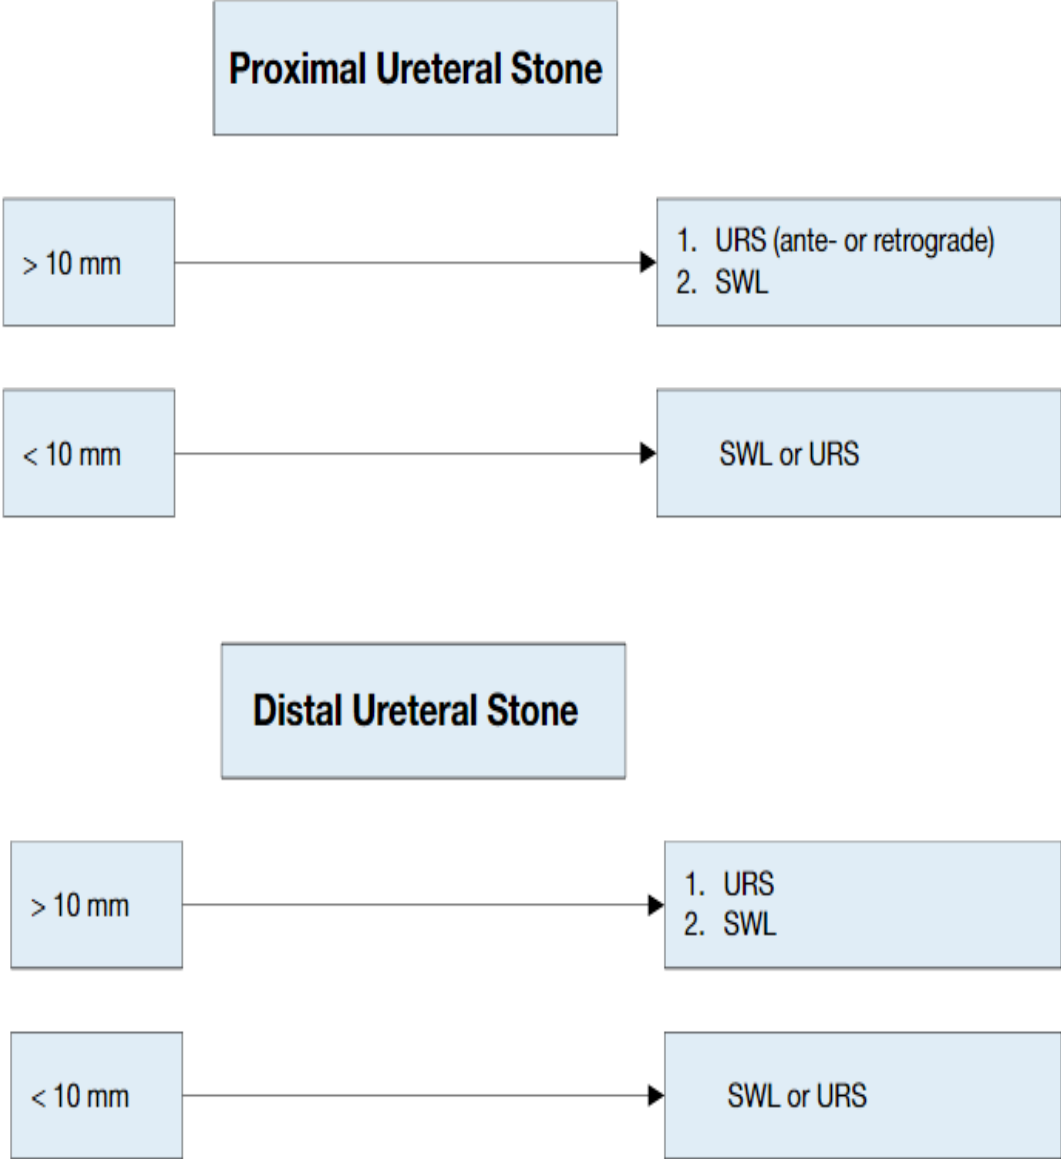 Proximal Ureteral Stone
> 10 mm
1. URS (ante- or retrograde)
2. SWL
< 10 mm
SWL or URS
Distal Ureteral Stone
> 10 mm
1. URS
2. SWL
< 10 mm
SWL or URS